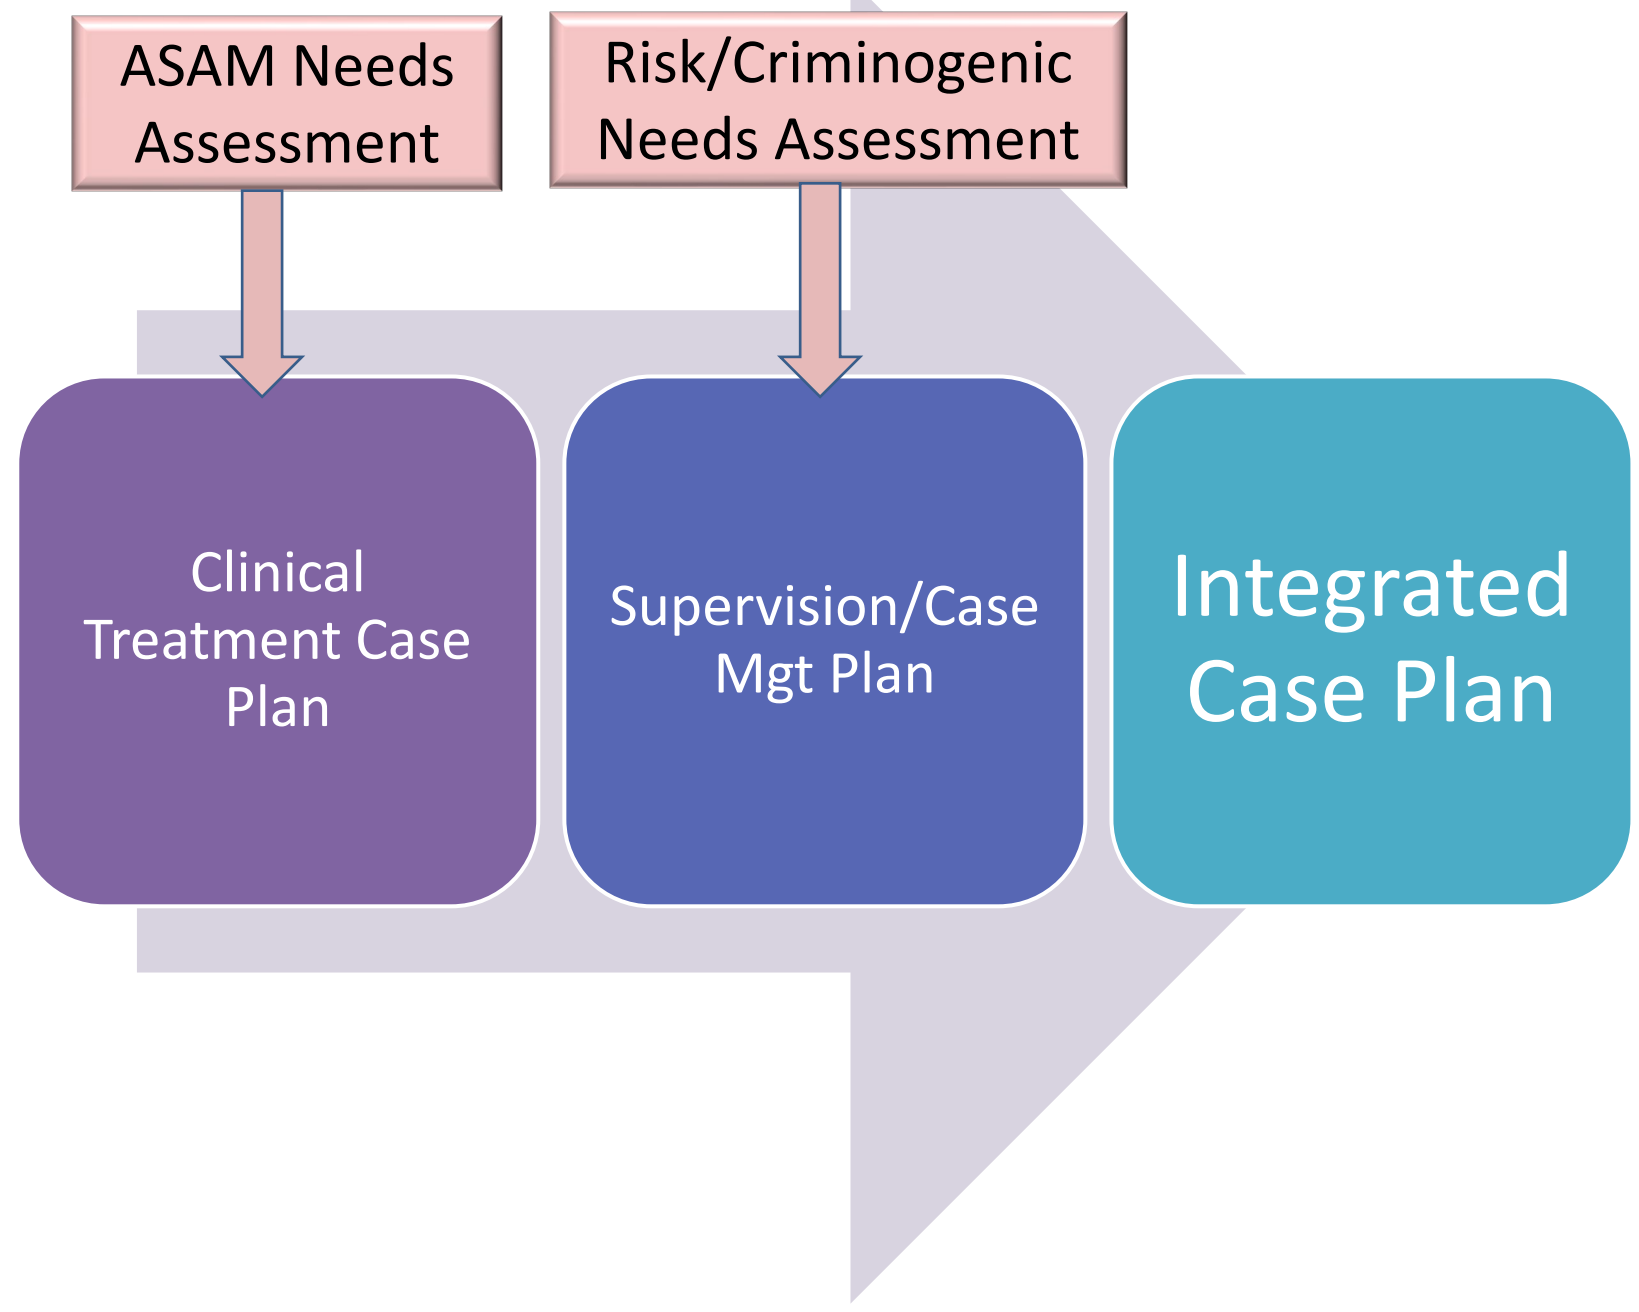 ASAM Needs
Assessment
Risk/Criminogenic
Needs Assessment
Clinical
Treatment Case
Plan
Supervision/Case
Mgt Plan
Integrated
Case Plan